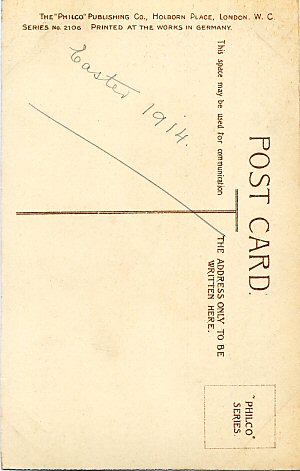 The "Philco" Publishing Co., Holborn Place, London. W. C.
Series No. 2106  Printed at the works in Germany.
Easter 1914.
This space may be used for communication
POST CARD.
THE ADDRESS ONLY TO BE
WRITTEN HERE.
"PHILCO"
SERIES.